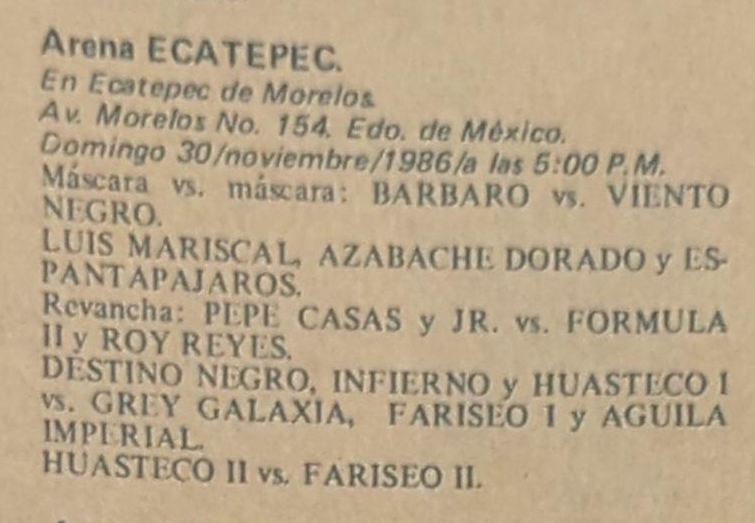 Arena ECATEPEC.
En Ecatepec de Morelos.
Av. Morelos No. 154. Edo. de México.
Domingo 30/noviembre/1986/a las 5:00 P.M.
Máscara vs. máscara: BARBARO vs. VIENTO
NEGRO.
LUIS MARISCAL, AZABACHE DORADO y ES-
PANTAPAJAROS.
Revancha: PEPE CASAS y JR. vs. FORMULA
II y ROY REYES.
DESTINO NEGRO, INFIERNO y HUASTECO I
vs. GREY GALAXIA, FARISEO I y AGUILA
IMPERIAL.
HUASTECO II vs. FARISEO II.